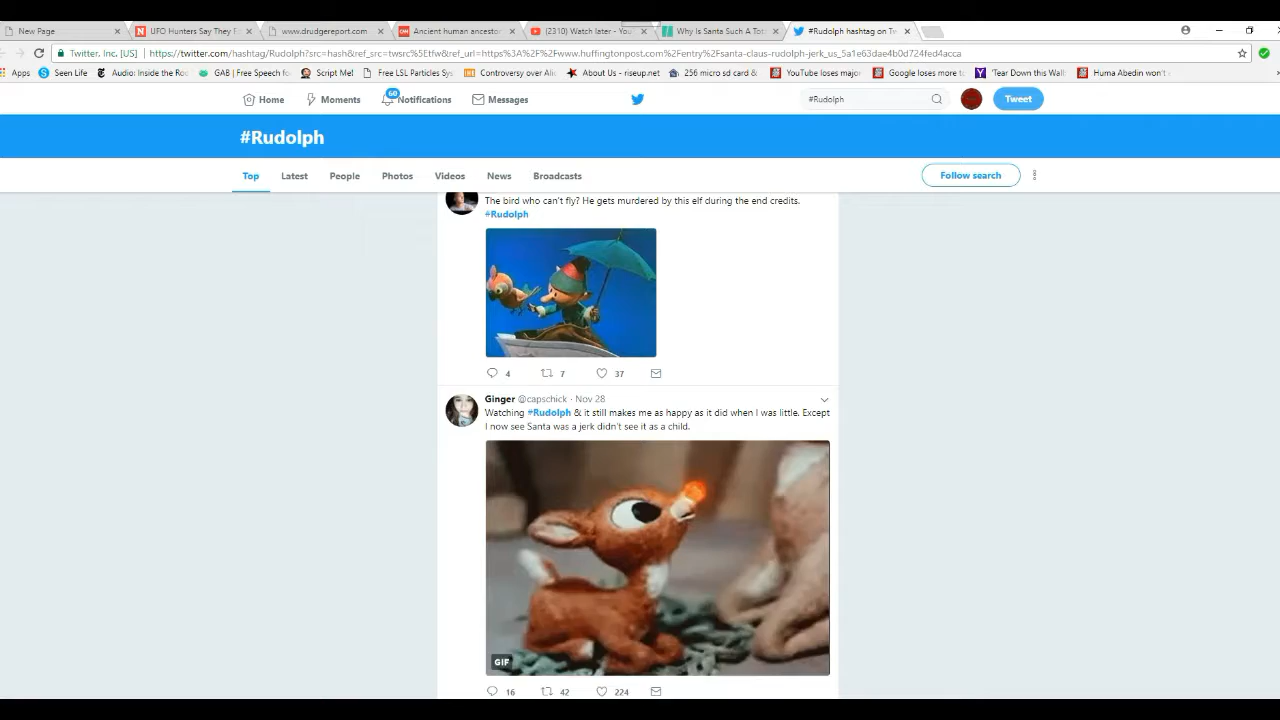 New Page
UFO Hunters Say They F
www.drudgereport.com
Ancient human ancesto
(2310) Watch later - You
Why Is Santa Such A Tot
#Rudolph hashtag on Tw
Twitter, Inc. [US]
https://twitter.com/hashtag/Rudolph?src=hash&ref_src=twsrc%5Etfw&ref_url=https%3A%2F%2Fwww.huffingtonpost.com%2Fentry%2Fsanta-claus-rudolph-jerk_us_5a1e63dae4b0d724fed4acca
Apps
Seen Life
Audio: Inside the Ro
GAB | Free Speech fo
Script Me!
Free LSL Particles Sys
Controversy over Ali
About Us - riseup.net
256 micro sd card &
YouTube loses majo
Google loses more t
'Tear Down this Wall
Huma Abedin won't
Home
Moments
60
Notifications
Messages
#Rudolph
Tweet
#Rudolph
Top
Latest
People
Photos
Videos
News
Broadcasts
Follow search
The bird who can't fly? He gets murdered by this elf during the end credits.
#Rudolph
4
7
37
Ginger @capschick · Nov 28
Watching #Rudolph & it still makes me as happy as it did when I was little. Except
I now see Santa was a jerk didn't see it as a child.
GIF
16
42
224